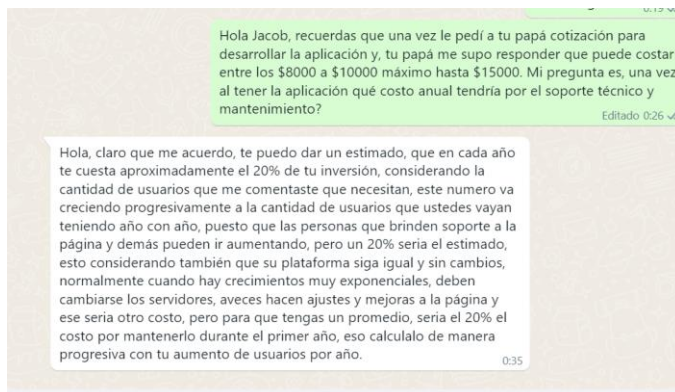 0:19
Hola Jacob, recuerdas que una vez le pedí a tu papá cotización para
desarrollar la aplicación y, tu papá me supo responder que puede costar
entre los $8000 a $10000 máximo hasta $15000. Mi pregunta es, una vez
al tener la aplicación qué costo anual tendría por el soporte técnico y
mantenimiento?
Editado 0:26
Hola, claro que me acuerdo, te puedo dar un estimado, que en cada año
te cuesta aproximadamente el 20% de tu inversión, considerando la
cantidad de usuarios que me comentaste que necesitan, este numero va
creciendo progresivamente a la cantidad de usuarios que ustedes vayan
teniendo año con año, puesto que las personas que brinden soporte a la
página y demás pueden ir aumentando, pero un 20% seria el estimado,
esto considerando también que su plataforma siga igual y sin cambios,
normalmente cuando hay crecimientos muy exponenciales, deben
cambiarse los servidores, aveces hacen ajustes y mejoras a la página y
ese seria otro costo, pero para que tengas un promedio, seria el 20% el
costo por mantenerlo durante el primer año, eso calculalo de manera
progresiva con tu aumento de usuarios por año.
0:35